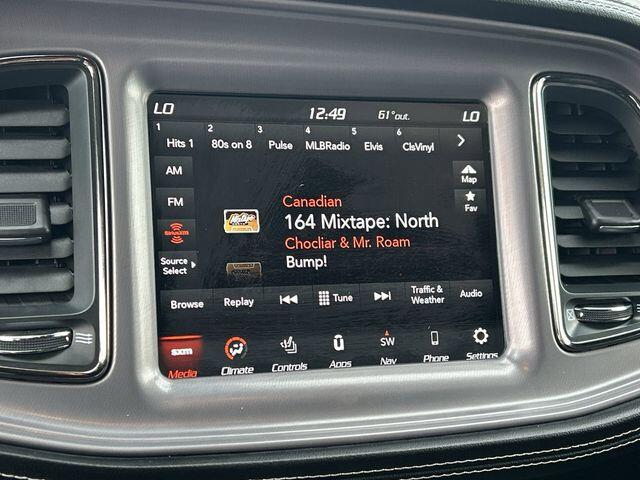 LO 12:49 61°out. LO
1 2 3 4 5 6
Hits 1 80s on 8 Pulse MLBRadio Elvis ClsVinyl
AM
Map
FM
Fav
Canadian
164 Mixtape: North
siriusxm
Chocliar & Mr. Roam
Source
Select
Bump!
Browse Replay Tune Traffic &
Weather Audio
sxm SW
Media Climate Controls Apps Nav Phone Settings